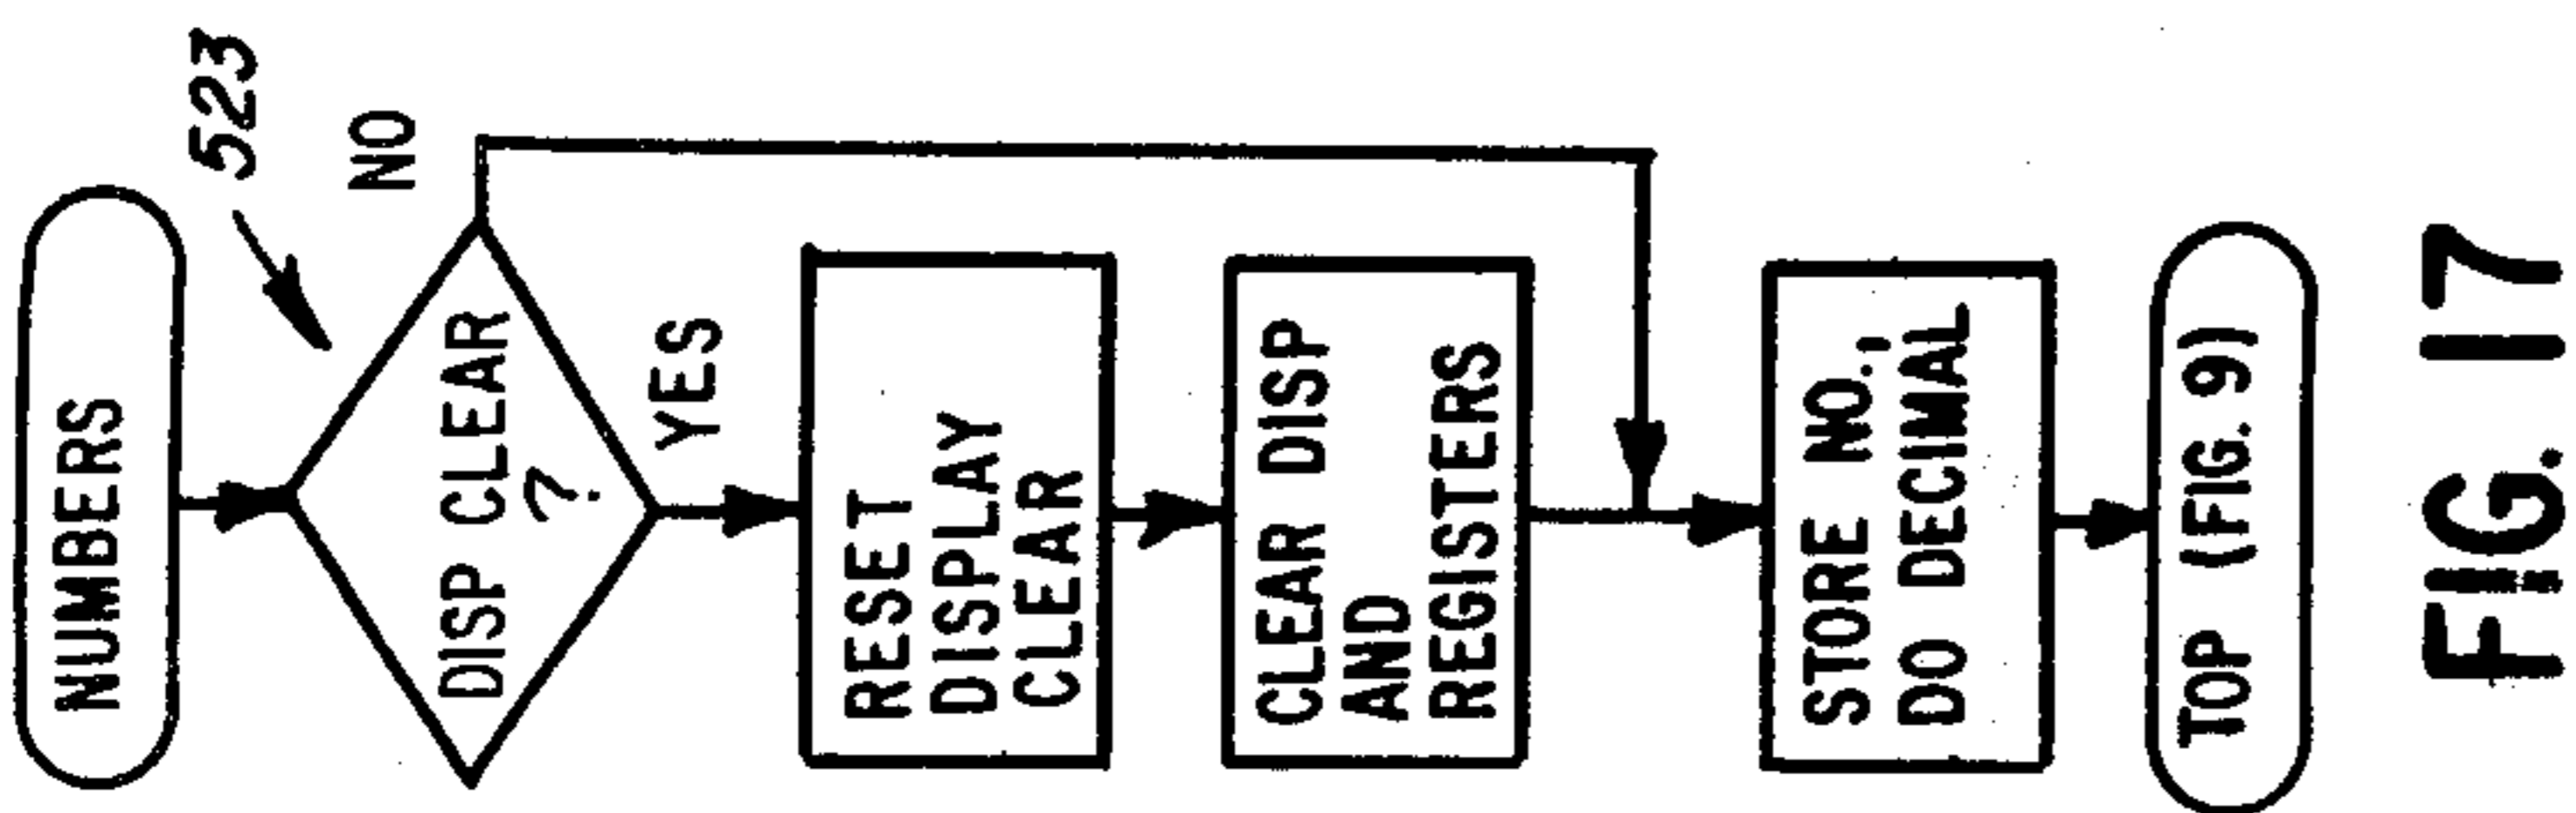 NUMBERS
523
DISP CLEAR
?
NO
YES
RESET
DISPLAY
CLEAR
CLEAR DISP
AND
REGISTERS
STORE NO.,
DO DECIMAL
TOP (FIG. 9)
FIG. 17